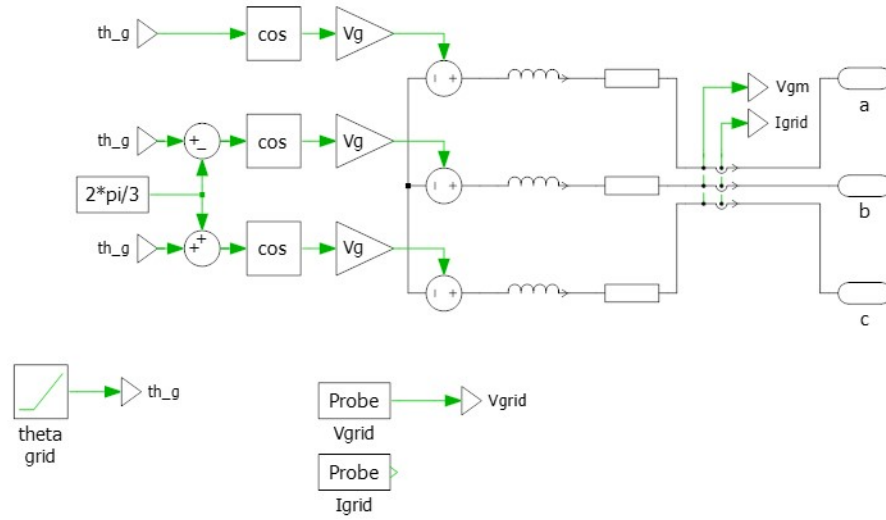 th_g
cos
Vg
Vgm
a
Igrid
th_g
+
-
cos
Vg
b
2*pi/3
th_g
+
+
cos
Vg
c
th_g
theta
grid
Probe
Vgrid
Vgrid
Probe
Igrid